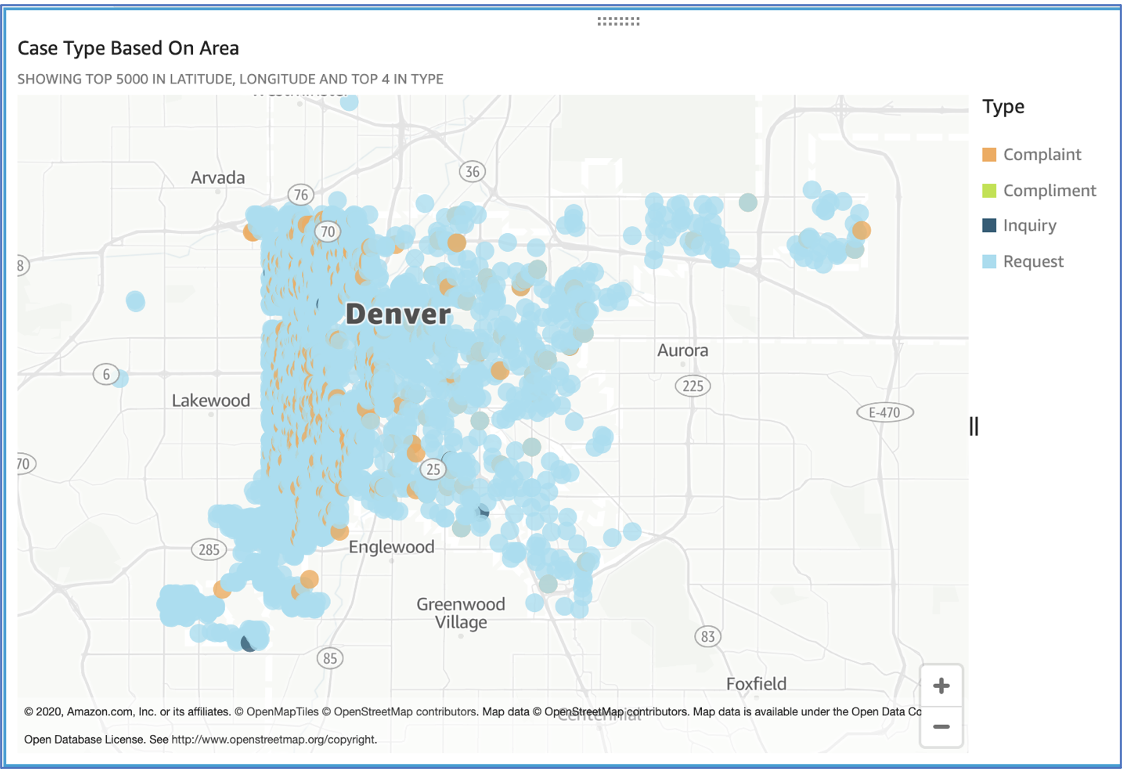 Case Type Based On Area
SHOWING TOP 5000 IN LATITUDE, LONGITUDE AND TOP 4 IN TYPE
Westminster
Type
Arvada
36
76
Complaint
Compliment
70
Inquiry
Request
8
Denver
Aurora
6
225
Lakewood
E-470
70
25
285
Englewood
Greenwood
Village
83
85
Foxfield
+
© 2020, Amazon.com, Inc. or its affiliates. © OpenMapTiles © OpenStreetMap contributors. Map data © OpenStreetMap contributors. Map data is available under the Open Data Co
Centennial
−
Open Database License. See http://www.openstreetmap.org/copyright.